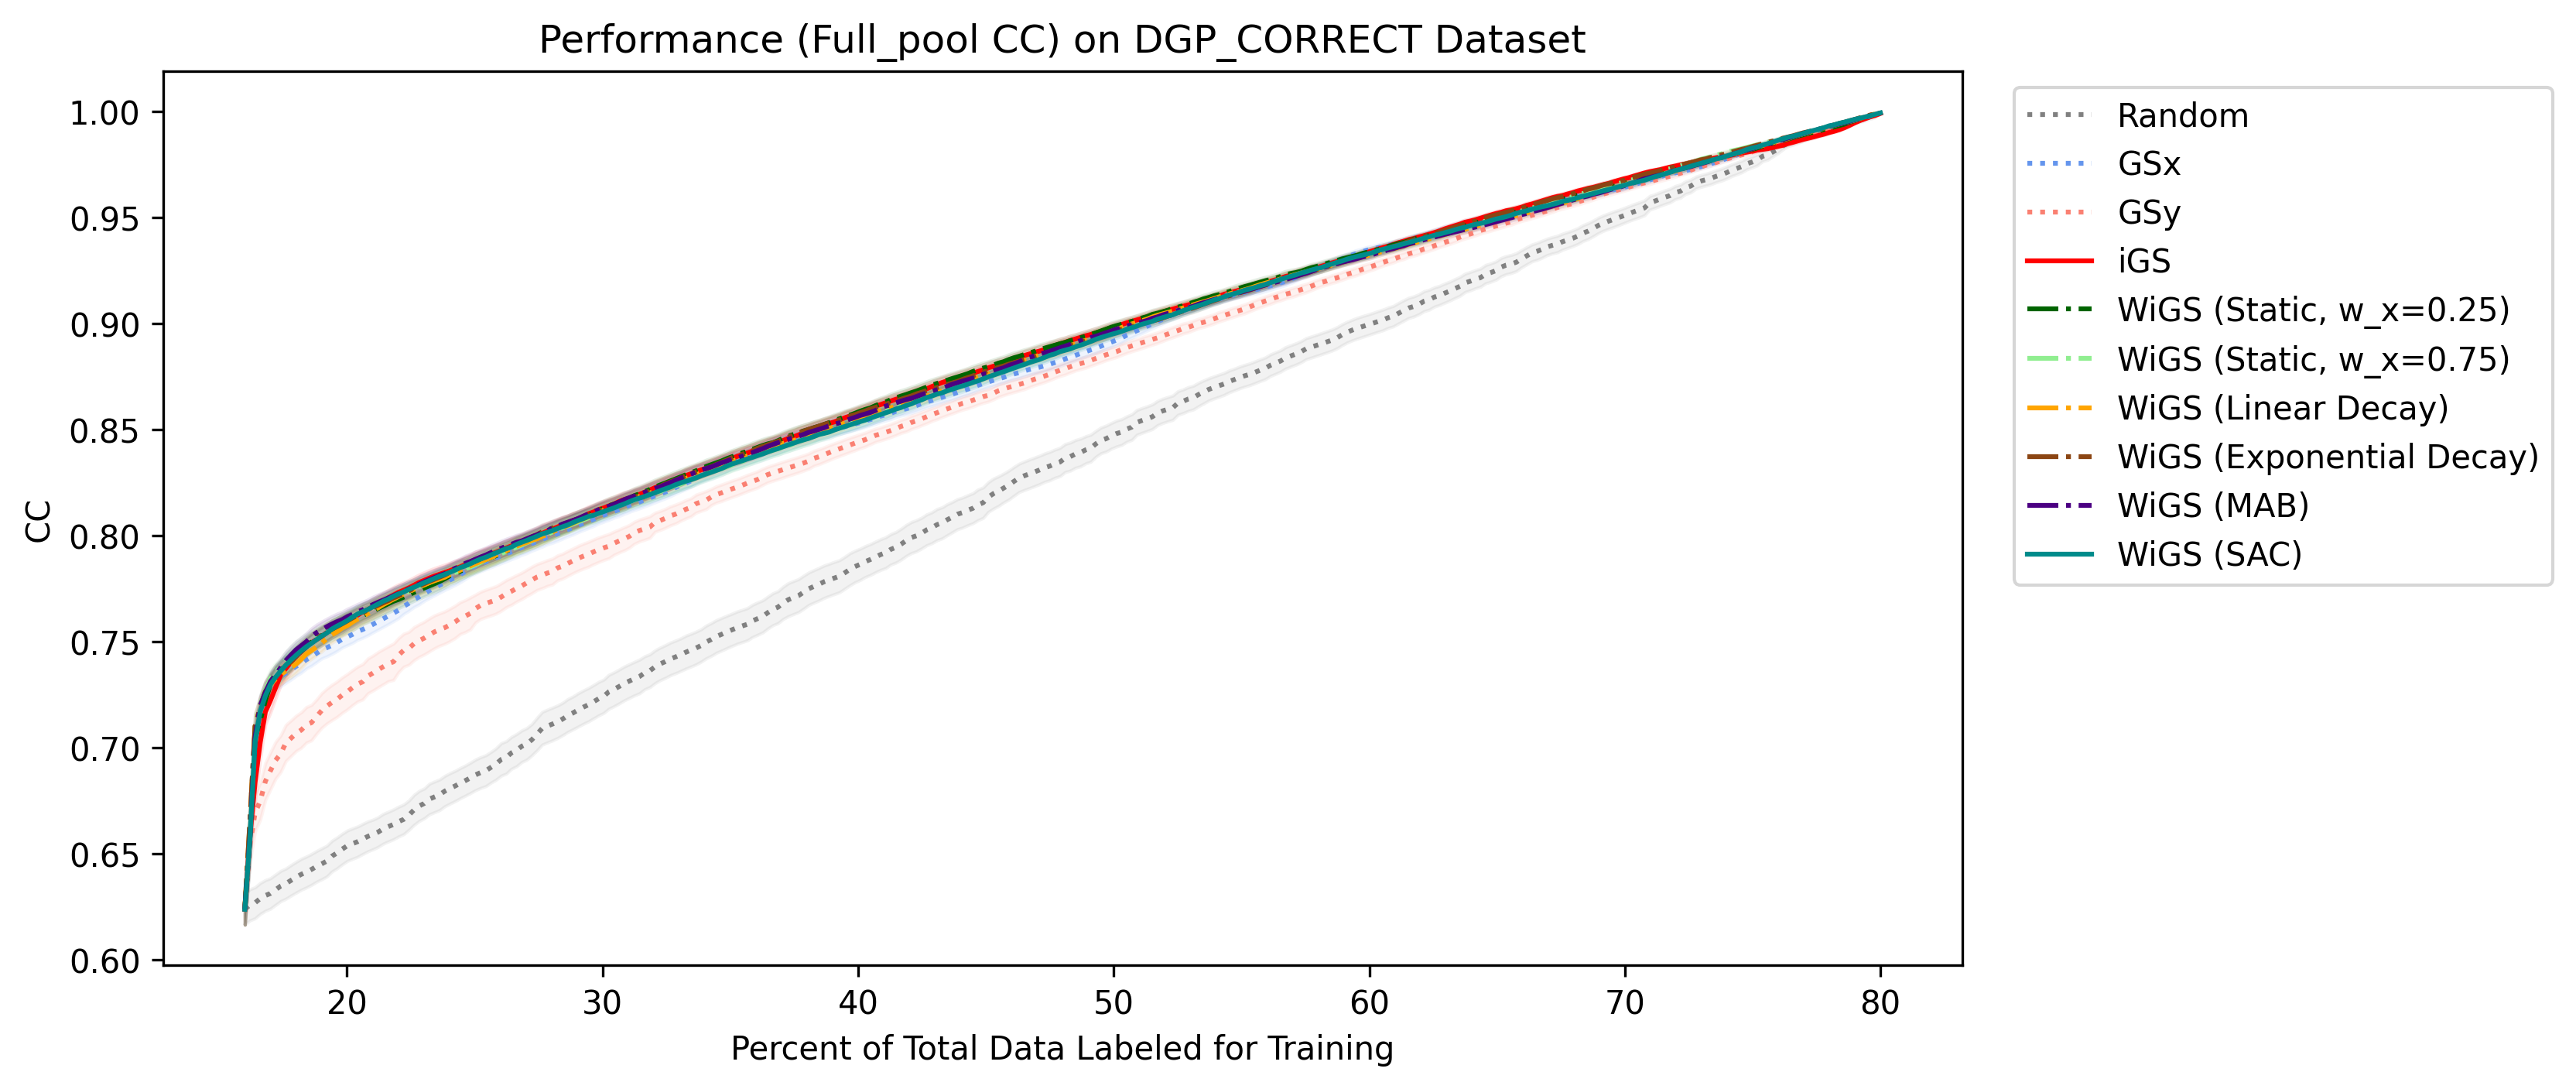 Performance (Full_pool CC) on DGP_CORRECT Dataset
1.00
0.95
0.90
0.85
0.80
0.75
0.70
0.65
0.60
CC
20 30 40 50 60 70 80
Percent of Total Data Labeled for Training
Random
GSx
GSy
iGS
WiGS (Static, w_x=0.25)
WiGS (Static, w_x=0.75)
WiGS (Linear Decay)
WiGS (Exponential Decay)
WiGS (MAB)
WiGS (SAC)